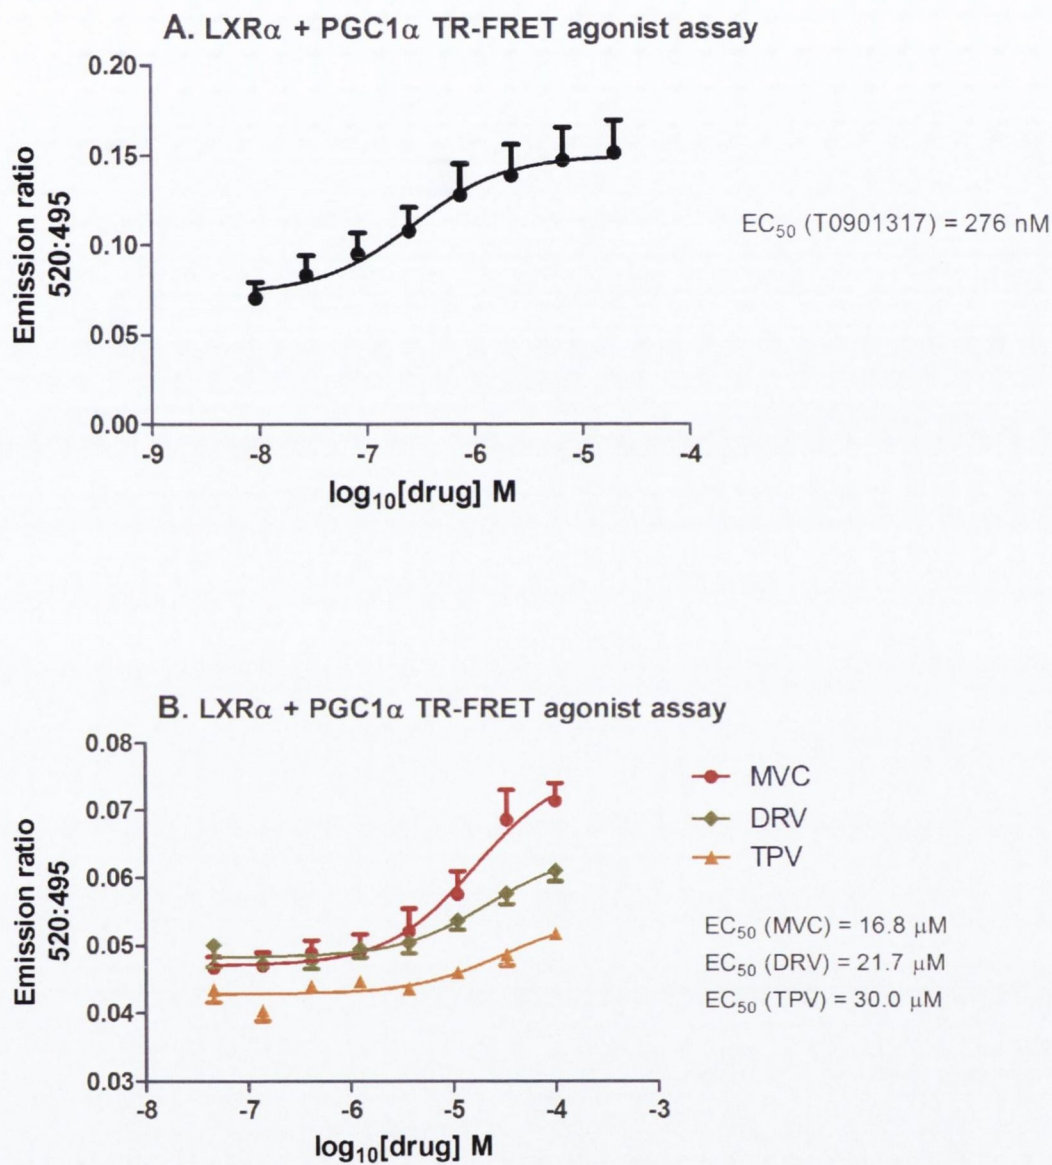 A. LXRα + PGC1α TR-FRET agonist assay
0.20
0.15
0.10
0.05
0.00
Emission ratio
520:495
-9 -8 -7 -6 -5 -4
log₁₀[drug] M
EC₅₀ (T0901317) = 276 nM
B. LXRα + PGC1α TR-FRET agonist assay
0.08
0.07
0.06
0.05
0.04
0.03
Emission ratio
520:495
-8 -7 -6 -5 -4 -3
log₁₀[drug] M
MVC
DRV
TPV
EC₅₀ (MVC) = 16.8 μM
EC₅₀ (DRV) = 21.7 μM
EC₅₀ (TPV) = 30.0 μM